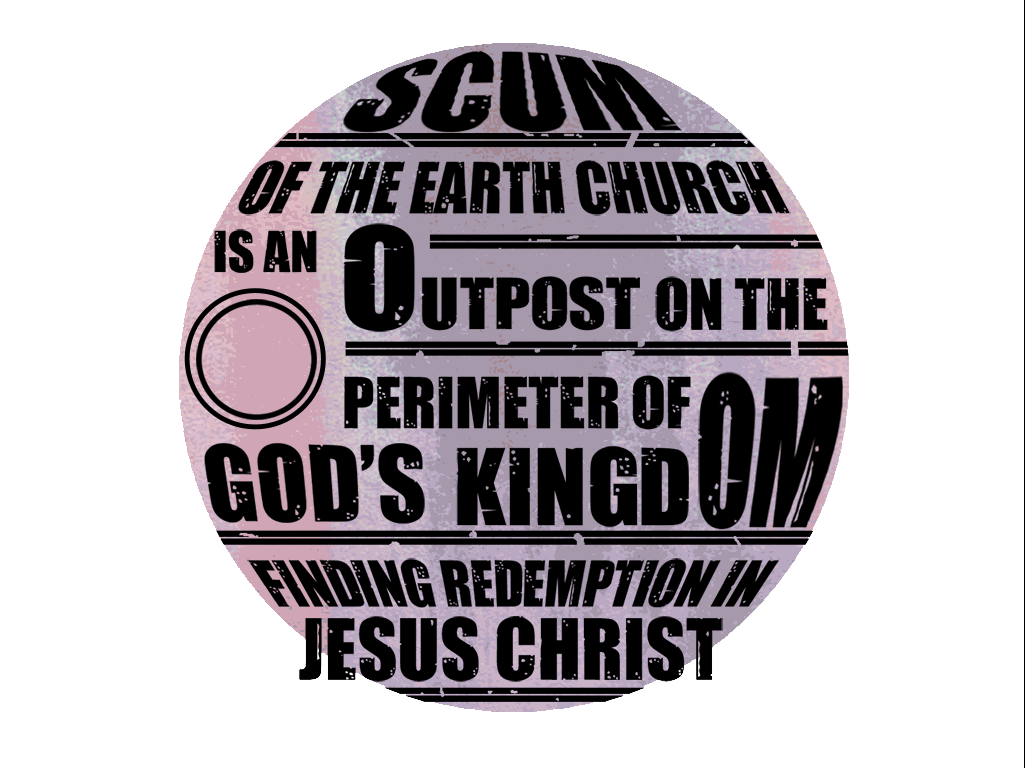 SCUM
OF THE EARTH CHURCH
IS AN
OUTPOST ON THE
PERIMETER OF
GOD'S KINGDOM
FINDING REDEMPTION IN
JESUS CHRIST